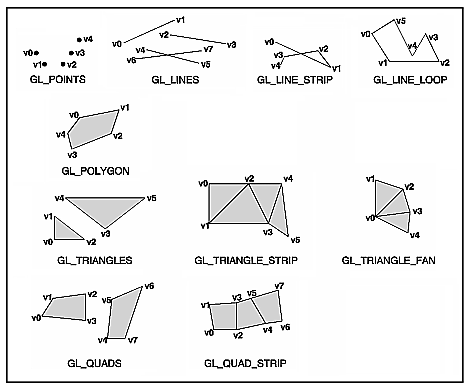 v4
v0 v3
v1 v2
GL_POINTS
v1
v0 v2 v3
v4 v7
v6 v5
GL_LINES
v0 v2
v3
v4 v1
GL_LINE_STRIP
v5
v0 v3
v4
v1 v2
GL_LINE_LOOP
v0 v1
v4 v2
v3
GL_POLYGON
v4 v5
v1
v3
v0 v2
GL_TRIANGLES
v0 v2 v4
v1 v3
v5
GL_TRIANGLE_STRIP
v1
v2
v0 v3
v4
GL_TRIANGLE_FAN
v1 v2
v0 v3
v6
v5
v4 v7
GL_QUADS
v1 v3 v5 v7
v0 v2 v4 v6
GL_QUAD_STRIP